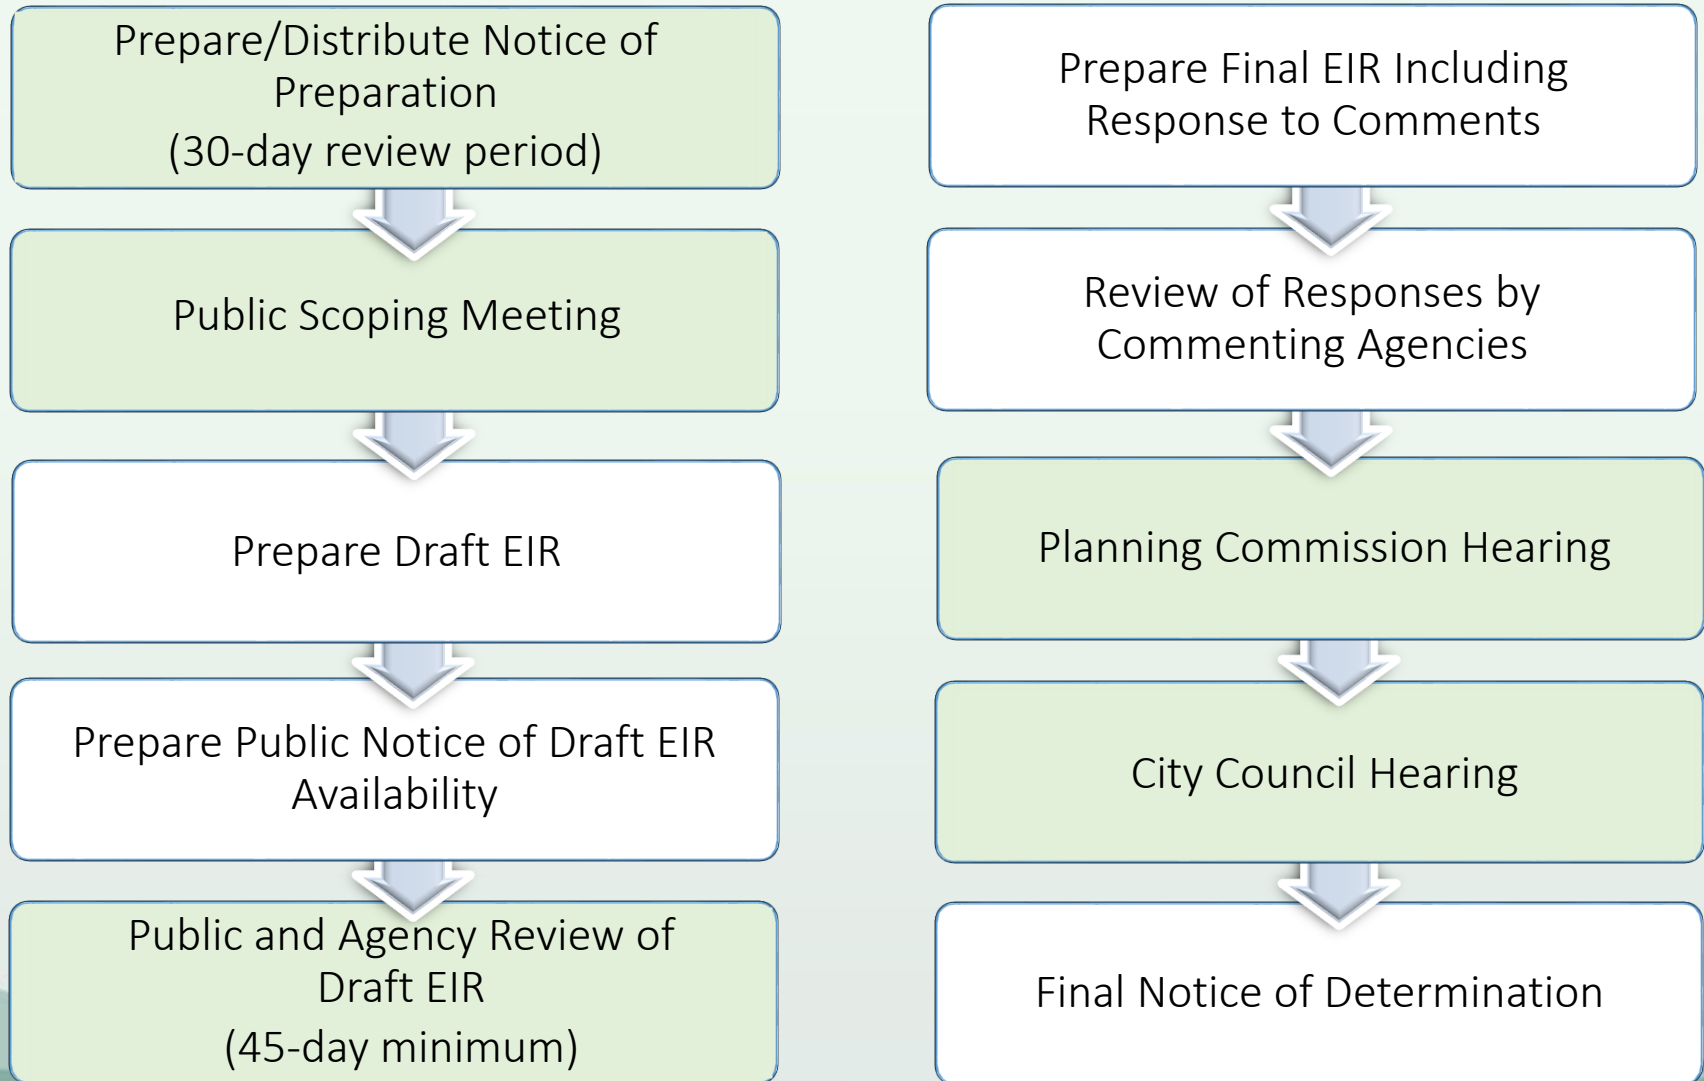 Prepare/Distribute Notice of
Preparation
(30-day review period)
Public Scoping Meeting
Prepare Draft EIR
Prepare Public Notice of Draft EIR
Availability
Public and Agency Review of
Draft EIR
(45-day minimum)
Prepare Final EIR Including
Response to Comments
Review of Responses by
Commenting Agencies
Planning Commission Hearing
City Council Hearing
Final Notice of Determination